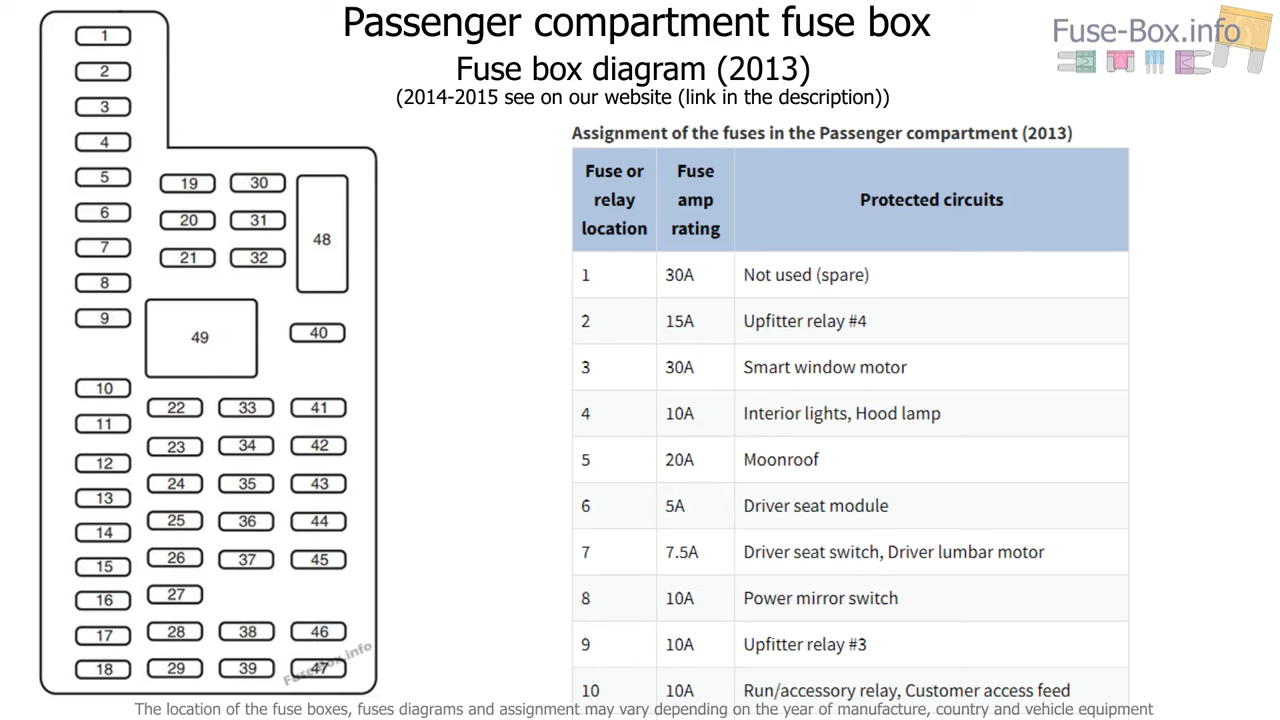 Passenger compartment fuse box
Fuse box diagram (2013)
(2014-2015 see on our website (link in the description))
Fuse-Box.info
1
2
3
4
5
6
7
8
9
10
11
12
13
14
15
16
17
18
19 30
20 31
21 32
48
49
40
22 33 41
23 34 42
24 35 43
25 36 44
26 37 45
27
28 38 46
29 39 47
Fuse-Box.info
Assignment of the fuses in the Passenger compartment (2013)
Fuse or relay location Fuse amp rating Protected circuits
1 30A Not used (spare)
2 15A Upfitter relay #4
3 30A Smart window motor
4 10A Interior lights, Hood lamp
5 20A Moonroof
6 5A Driver seat module
7 7.5A Driver seat switch, Driver lumbar motor
8 10A Power mirror switch
9 10A Upfitter relay #3
10 10A Run/accessory relay, Customer access feed
The location of the fuse boxes, fuses diagrams and assignment may vary depending on the year of manufacture, country and vehicle equipment